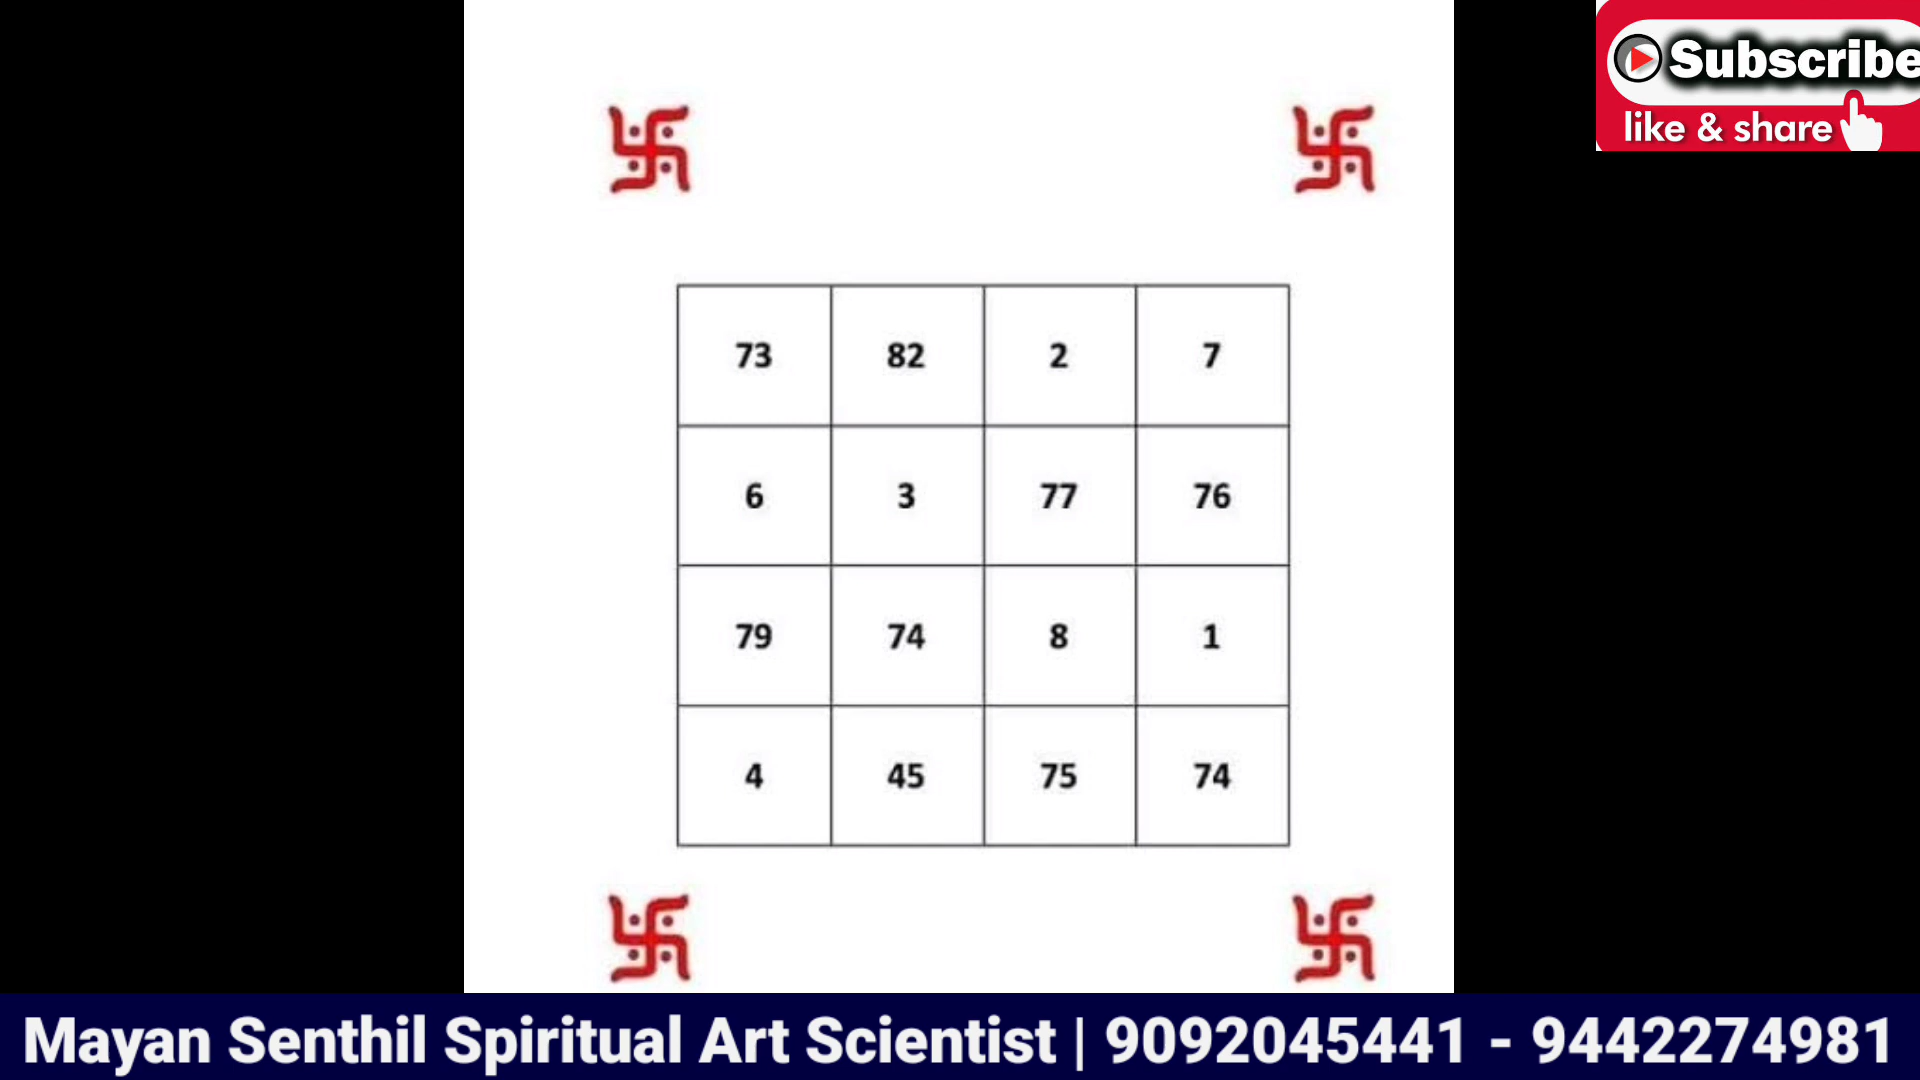 Subscribe
like & share
73 82 2 7
6 3 77 76
79 74 8 1
4 45 75 74
Mayan Senthil Spiritual Art Scientist | 9092045441 - 9442274981